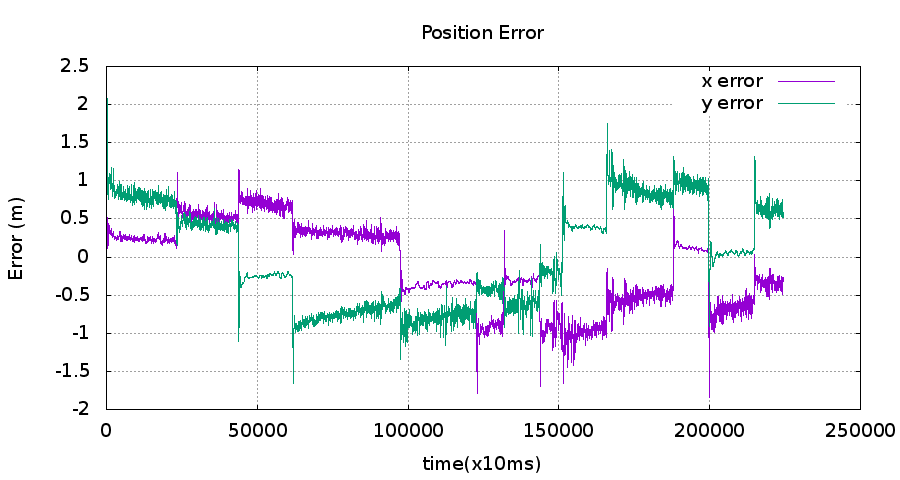 Position Error
2.5
2
1.5
1
0.5
0
-0.5
-1
-1.5
-2
Error (m)
x error
y error
0 50000 100000 150000 200000 250000
time(x10ms)